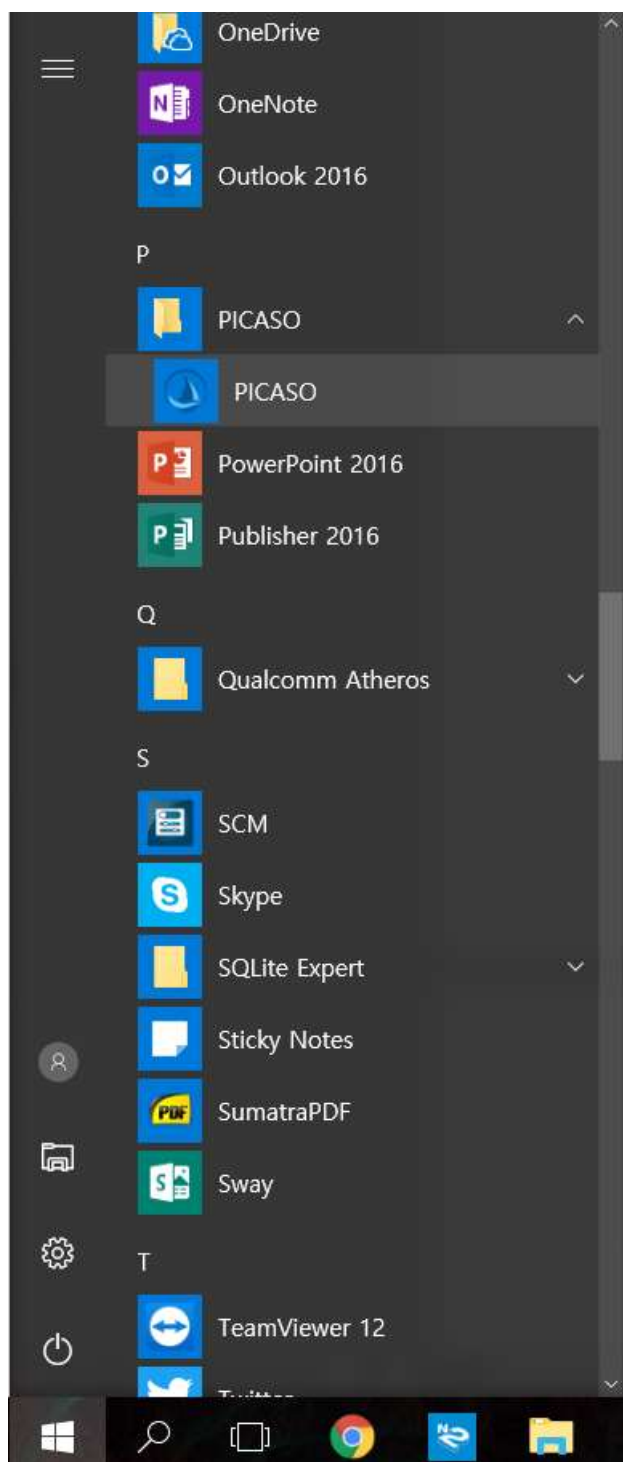 OneDrive
N
OneNote
O
Outlook 2016
P
PICASO
PICASO
P
PowerPoint 2016
P
Publisher 2016
Q
Qualcomm Atheros
S
SCM
S
Skype
SQLite Expert
Sticky Notes
PDF
SumatraPDF
S
Sway
T
TeamViewer 12
N